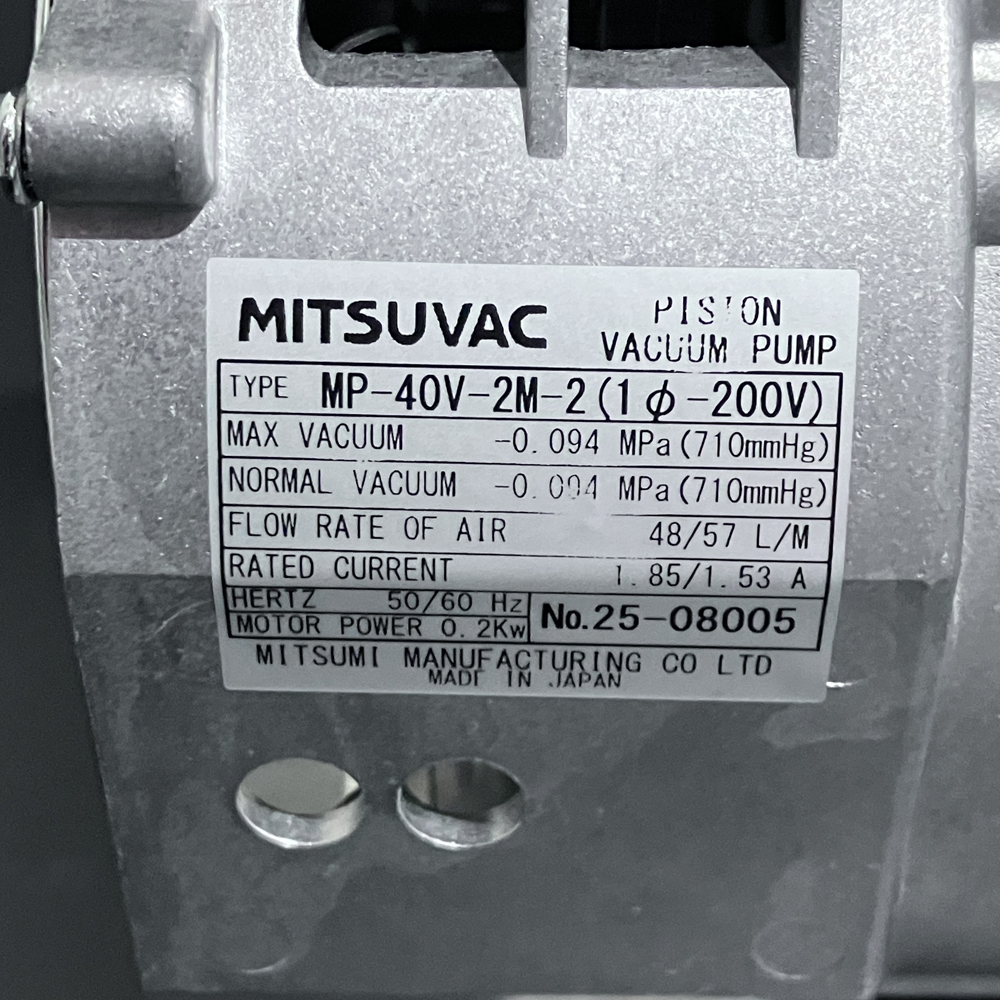 MITSUVAC
PISTON
VACUUM PUMP
TYPE MP-40V-2M-2(1φ-200V)
MAX VACUUM -0.094 MPa(710mmHg)
NORMAL VACUUM -0.094 MPa(710mmHg)
FLOW RATE OF AIR 48/57 L/M
RATED CURRENT 1.85/1.53 A
HERTZ 50/60 Hz
MOTOR POWER 0.2Kw
No.25-08005
MITSUMI MANUFACTURING CO LTD
MADE IN JAPAN